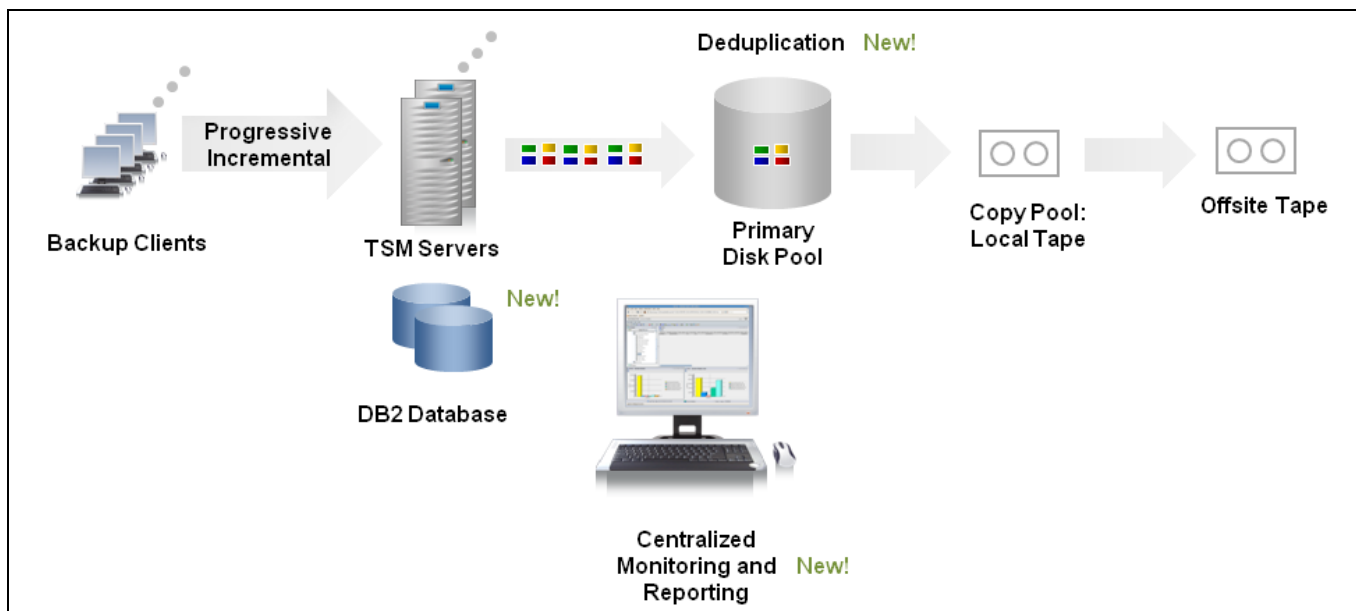 Deduplication New!
Progressive
Incremental
Backup Clients
TSM Servers
Primary
Disk Pool
Copy Pool:
Local Tape
Offsite Tape
New!
DB2 Database
Centralized
Monitoring and New!
Reporting